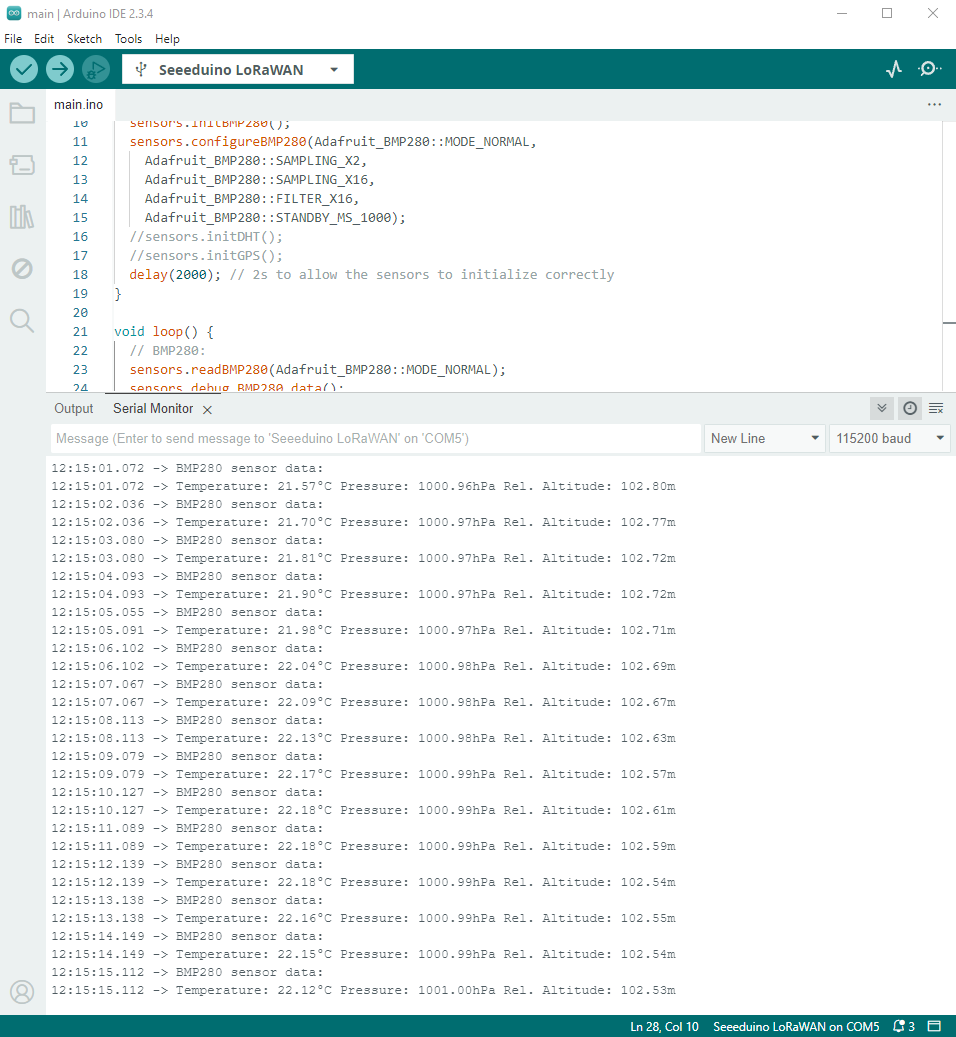 main | Arduino IDE 2.3.4
File Edit Sketch Tools Help
Seeeduino LoRaWAN
main.ino
10 sensors.initBMP280();
11 sensors.configureBMP280(Adafruit_BMP280::MODE_NORMAL,
12 Adafruit_BMP280::SAMPLING_X2,
13 Adafruit_BMP280::SAMPLING_X16,
14 Adafruit_BMP280::FILTER_X16,
15 Adafruit_BMP280::STANDBY_MS_1000);
16 //sensors.initDHT();
17 //sensors.initGPS();
18 delay(2000); // 2s to allow the sensors to initialize correctly
19 }
20
21 void loop() {
22 // BMP280:
23 sensors.readBMP280(Adafruit_BMP280::MODE_NORMAL);
24 sensors.debug_BMP280_data();
Output Serial Monitor
Message (Enter to send message to 'Seeeduino LoRaWAN' on 'COM5') New Line 115200 baud
12:15:01.072 -> BMP280 sensor data:
12:15:01.072 -> Temperature: 21.57°C Pressure: 1000.96hPa Rel. Altitude: 102.80m
12:15:02.036 -> BMP280 sensor data:
12:15:02.036 -> Temperature: 21.70°C Pressure: 1000.97hPa Rel. Altitude: 102.77m
12:15:03.080 -> BMP280 sensor data:
12:15:03.080 -> Temperature: 21.81°C Pressure: 1000.97hPa Rel. Altitude: 102.72m
12:15:04.093 -> BMP280 sensor data:
12:15:04.093 -> Temperature: 21.90°C Pressure: 1000.97hPa Rel. Altitude: 102.72m
12:15:05.055 -> BMP280 sensor data:
12:15:05.091 -> Temperature: 21.98°C Pressure: 1000.97hPa Rel. Altitude: 102.71m
12:15:06.102 -> BMP280 sensor data:
12:15:06.102 -> Temperature: 22.04°C Pressure: 1000.98hPa Rel. Altitude: 102.69m
12:15:07.067 -> BMP280 sensor data:
12:15:07.067 -> Temperature: 22.09°C Pressure: 1000.98hPa Rel. Altitude: 102.67m
12:15:08.113 -> BMP280 sensor data:
12:15:08.113 -> Temperature: 22.13°C Pressure: 1000.98hPa Rel. Altitude: 102.63m
12:15:09.079 -> BMP280 sensor data:
12:15:09.079 -> Temperature: 22.17°C Pressure: 1000.99hPa Rel. Altitude: 102.57m
12:15:10.127 -> BMP280 sensor data:
12:15:10.127 -> Temperature: 22.18°C Pressure: 1000.99hPa Rel. Altitude: 102.61m
12:15:11.089 -> BMP280 sensor data:
12:15:11.089 -> Temperature: 22.18°C Pressure: 1000.99hPa Rel. Altitude: 102.59m
12:15:12.139 -> BMP280 sensor data:
12:15:12.139 -> Temperature: 22.18°C Pressure: 1000.99hPa Rel. Altitude: 102.54m
12:15:13.138 -> BMP280 sensor data:
12:15:13.138 -> Temperature: 22.16°C Pressure: 1000.99hPa Rel. Altitude: 102.55m
12:15:14.149 -> BMP280 sensor data:
12:15:14.149 -> Temperature: 22.15°C Pressure: 1000.99hPa Rel. Altitude: 102.54m
12:15:15.112 -> BMP280 sensor data:
12:15:15.112 -> Temperature: 22.12°C Pressure: 1001.00hPa Rel. Altitude: 102.53m
Ln 28, Col 10 Seeeduino LoRaWAN on COM5 3